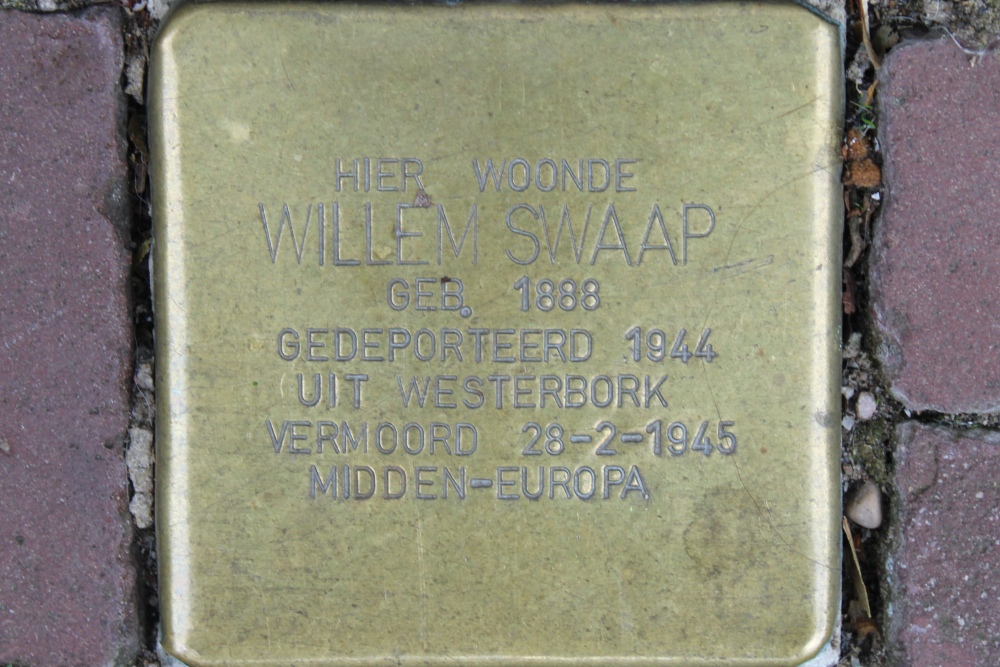 HIER WOONDE
WILLEM SWAAP
GEB. 1888
GEDEPORTEERD 1944
UIT WESTERBORK
VERMOORD 28-2-1945
MIDDEN-EUROPA